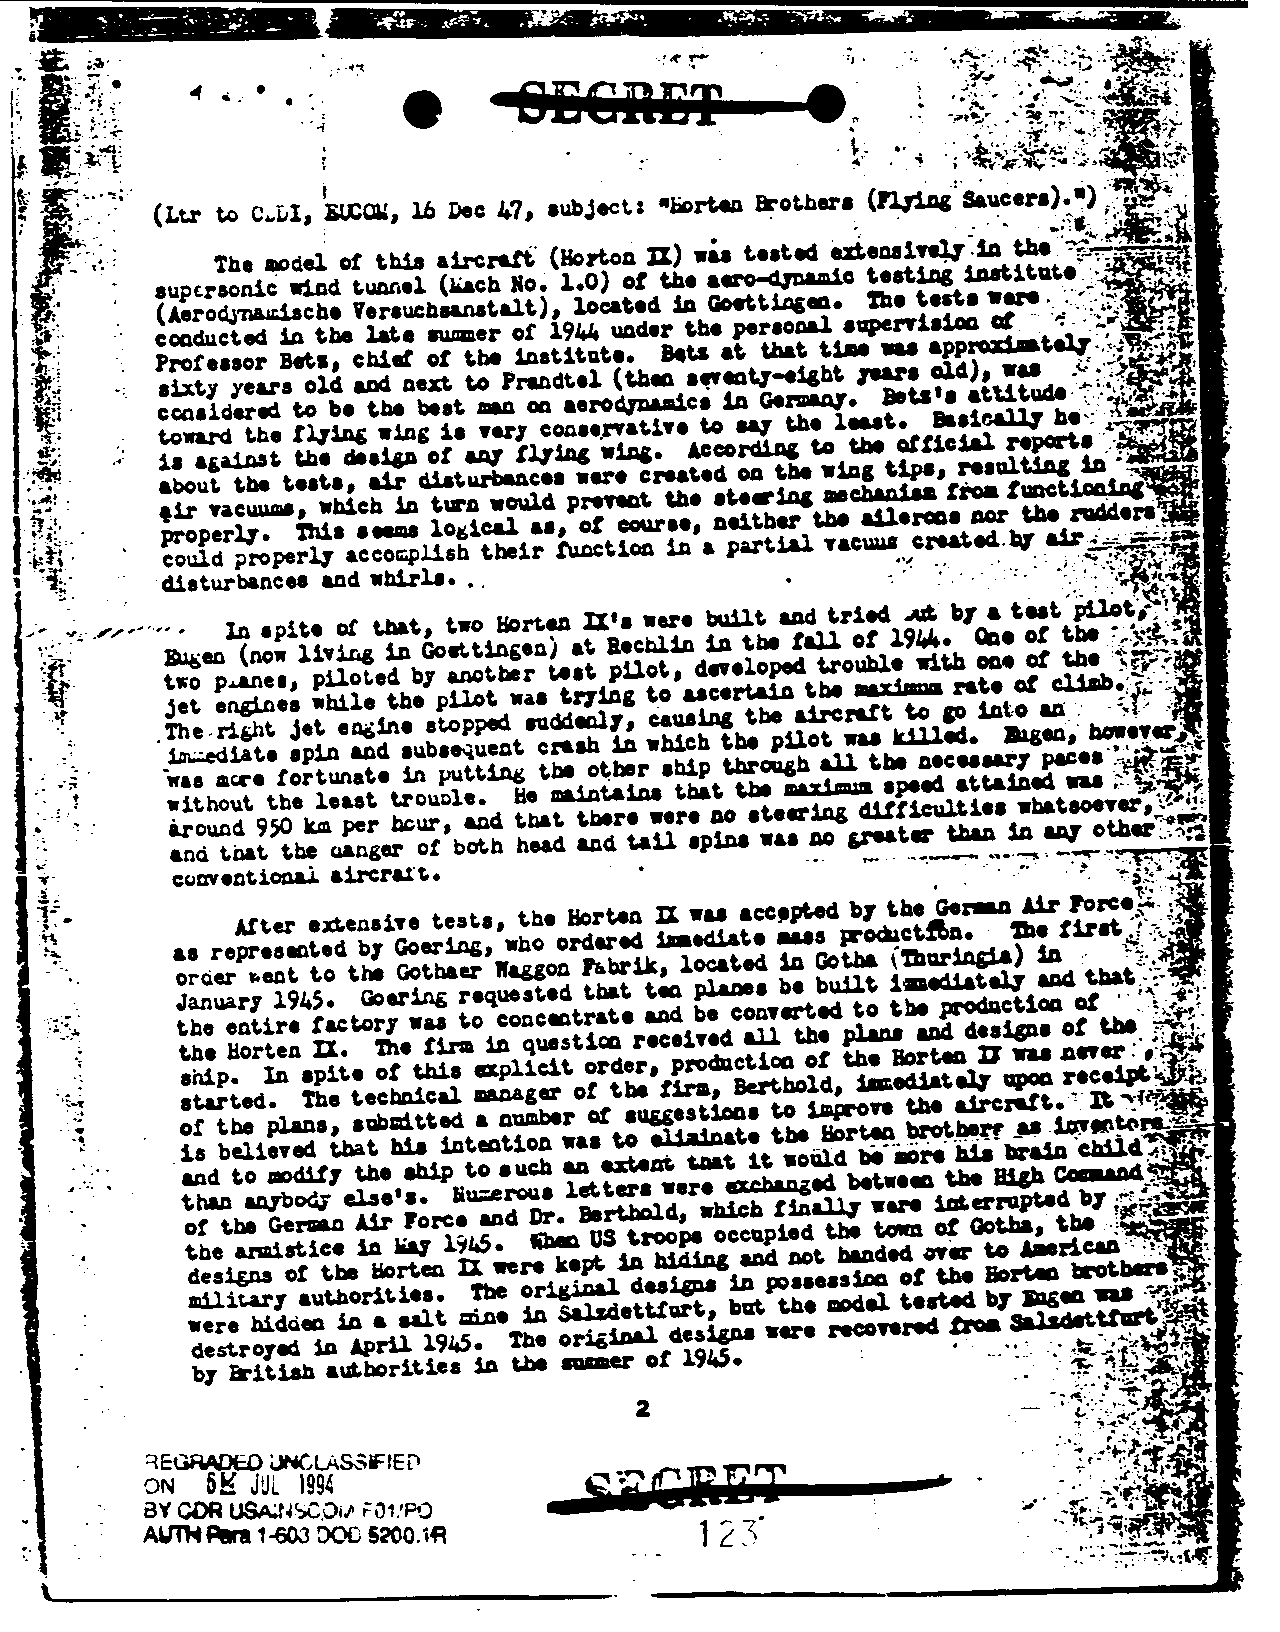 SECRET
(Ltr to CADI, EUCOM, 16 Dec 47, subject: "Horten Brothers (Flying Saucers).")
The model of this aircraft (Horton IX) was tested extensively in the
supersonic wind tunnel (Mach No. 1.0) of the aero-dynamic testing institute
(Aerodynamische Versuchsanstalt), located in Goettingen. The tests were
conducted in the late summer of 1944 under the personal supervision of
Professor Betz, chief of the institute. Betz at that time was approximately
sixty years old and next to Prandtel (then seventy-eight years old), was
considered to be the best man on aerodynamics in Germany. Betz's attitude
toward the flying wing is very conservative to say the least. Basically he
is against the design of any flying wing. According to the official reports
about the tests, air disturbances were created on the wing tips, resulting in
air vacuums, which in turn would prevent the steering mechanism from functioning
properly. This seems logical as, of course, neither the ailerons nor the rudders
could properly accomplish their function in a partial vacuum created by air
disturbances and whirls.
In spite of that, two Horten IX's were built and tried out by a test pilot,
Eugen (now living in Goettingen) at Rechlin in the fall of 1944. One of the
two planes, piloted by another test pilot, developed trouble with one of the
jet engines while the pilot was trying to ascertain the maximum rate of climb.
The right jet engine stopped suddenly, causing the aircraft to go into an
immediate spin and subsequent crash in which the pilot was killed. Eugen, however,
was more fortunate in putting the other ship through all the necessary paces
without the least trouble. He maintains that the maximum speed attained was
around 950 km per hour, and that there were no steering difficulties whatsoever,
and that the danger of both head and tail spins was no greater than in any other
conventional aircraft.
After extensive tests, the Horten IX was accepted by the German Air Force
as represented by Goering, who ordered immediate mass production. The first
order went to the Gothaer Waggon Fabrik, located in Gotha (Thuringia) in
January 1945. Goering requested that ten planes be built immediately and that
the entire factory was to concentrate and be converted to the production of
the Horten IX. The firm in question received all the plans and designs of the
ship. In spite of this explicit order, production of the Horten IX was never
started. The technical manager of the firm, Berthold, immediately upon receipt
of the plans, submitted a number of suggestions to improve the aircraft. It
is believed that his intention was to eliminate the Horten brothers as inventors
and to modify the ship to such an extent that it would be more his brain child
than anybody else's. Numerous letters were exchanged between the High Command
of the German Air Force and Dr. Berthold, which finally were interrupted by
the armistice in May 1945. When US troops occupied the town of Gotha, the
designs of the Horten IX were kept in hiding and not handed over to American
military authorities. The original designs in possession of the Horten brothers
were hidden in a salt mine in Salzdettfurt, but the model tested by Eugen was
destroyed in April 1945. The original designs were recovered from Salzdettfurt
by British authorities in the summer of 1945.
2
REGRADED UNCLASSIFIED
ON JUL 1994
BY CDR USAINSCOM F01/PO
AUTH Para 1-603 DOD 5200.1R
SECRET
123